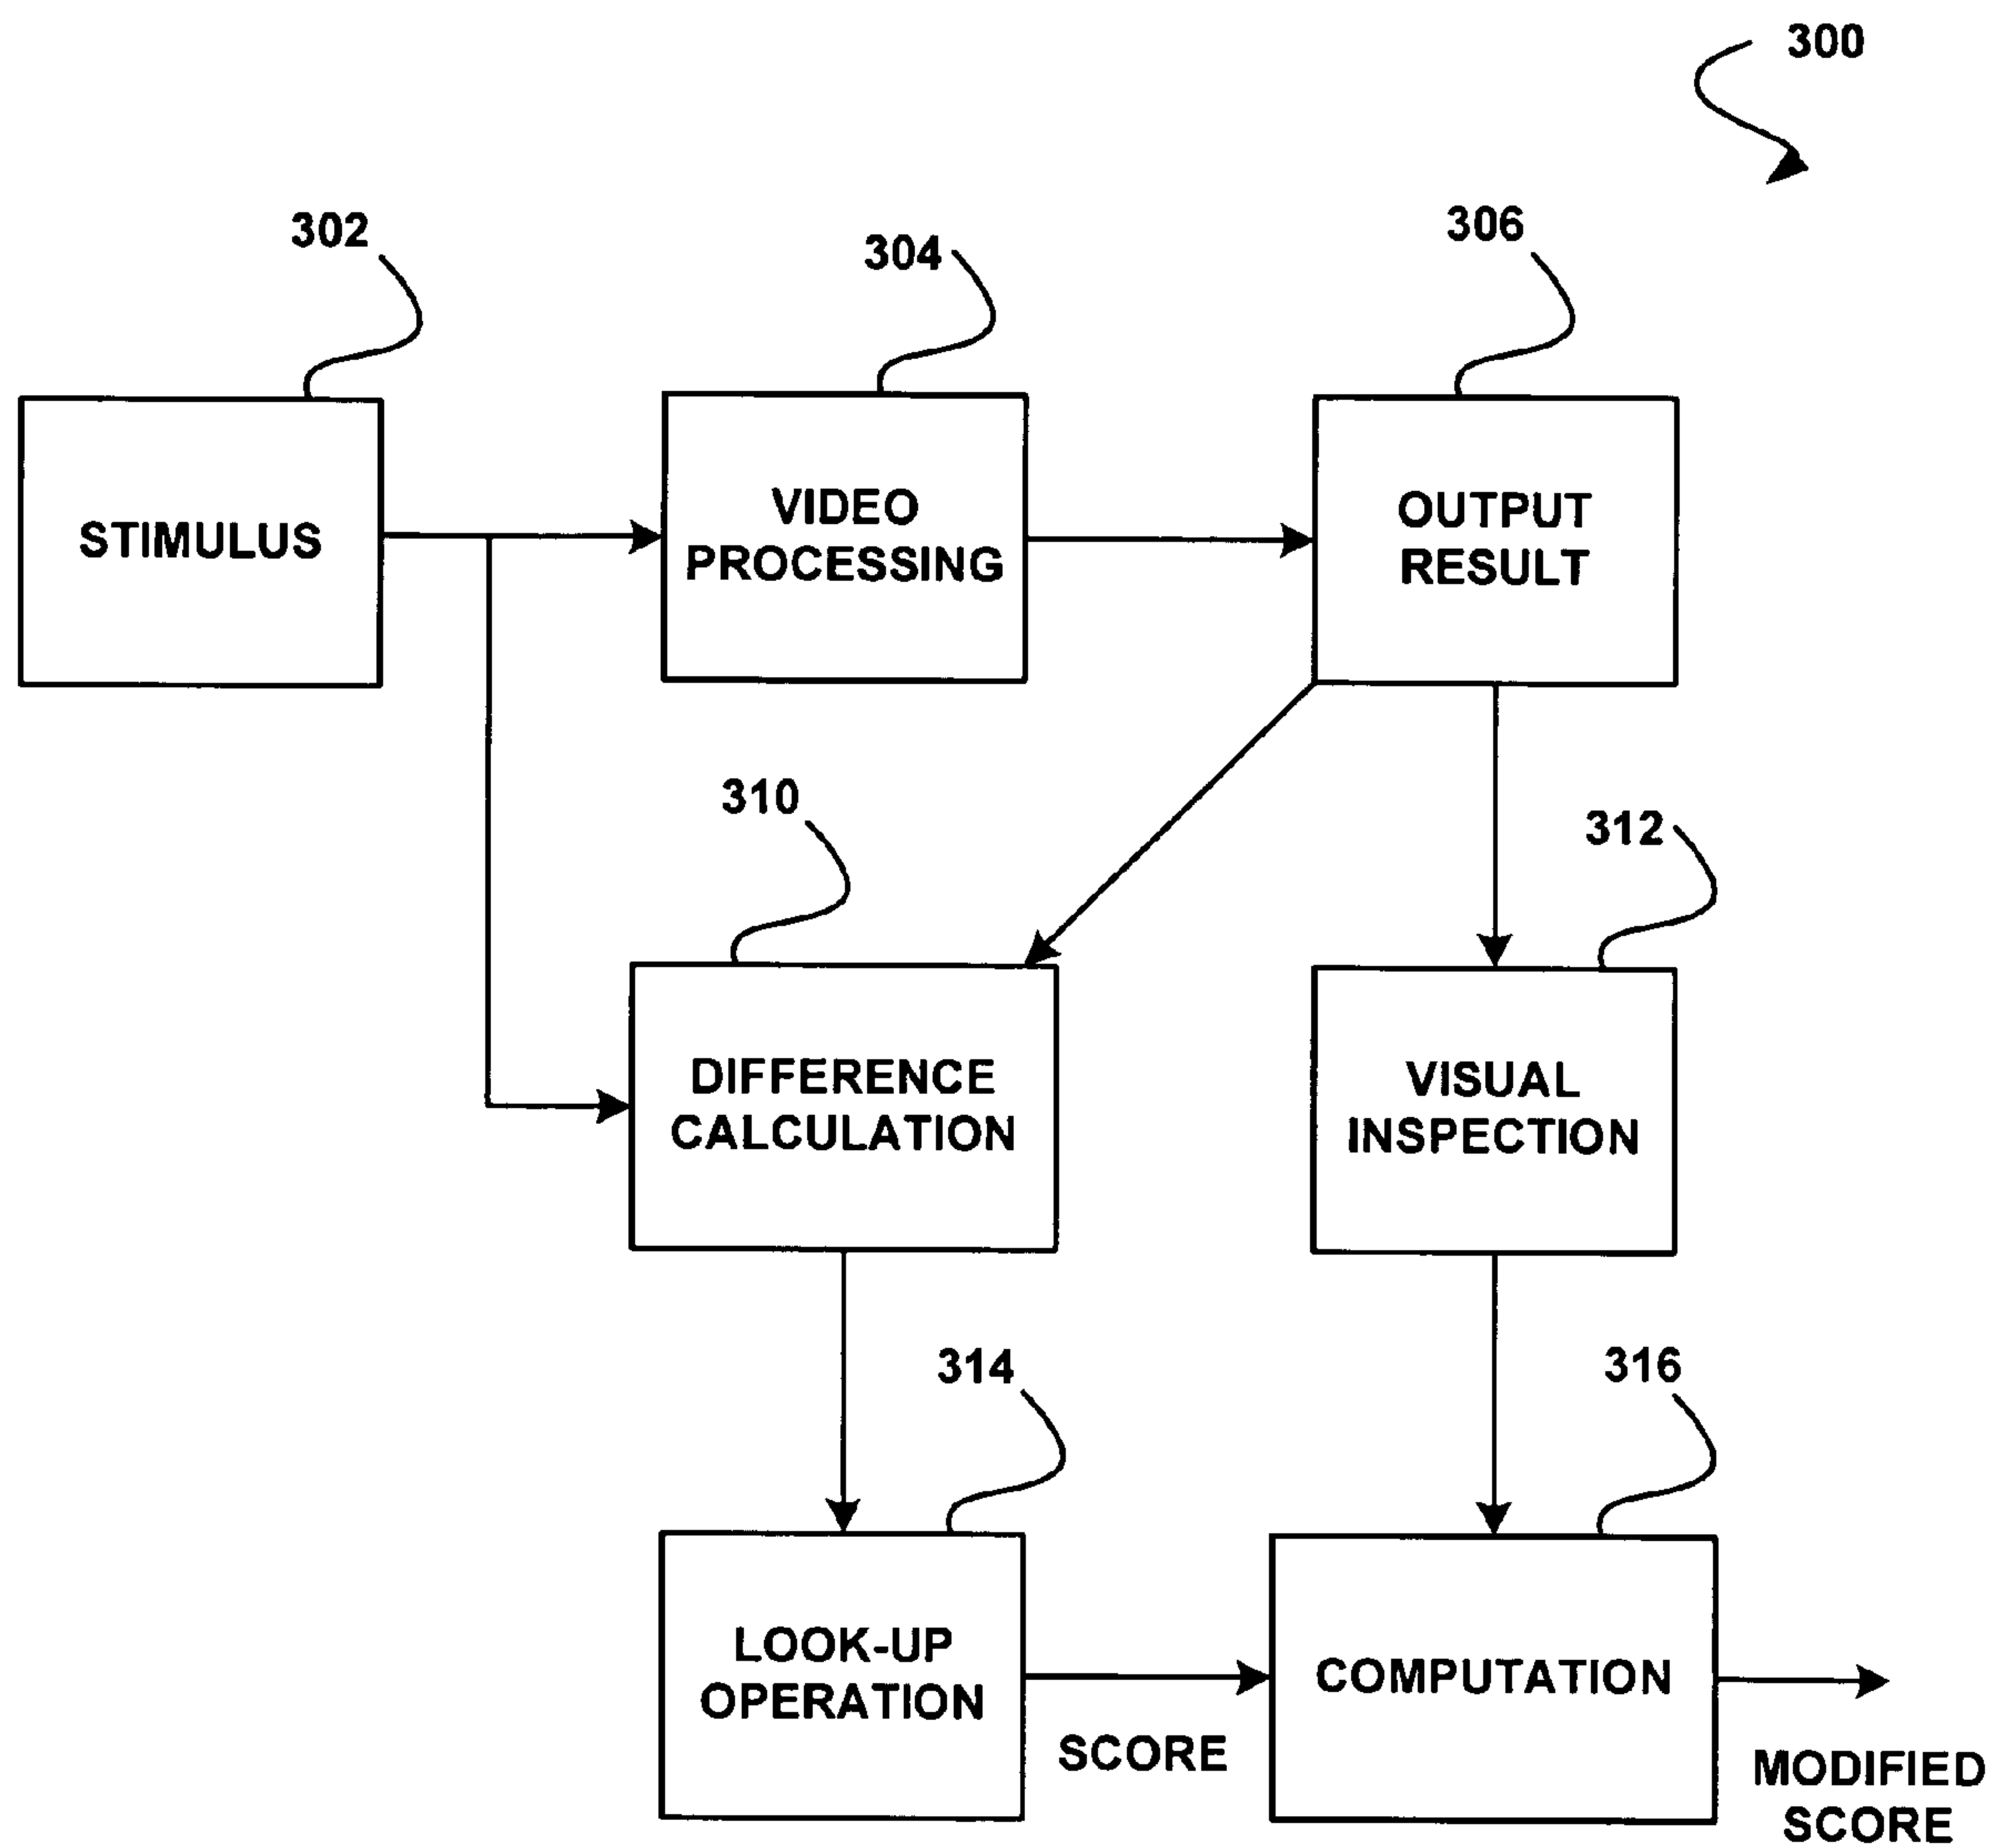 300
302
304
306
STIMULUS
VIDEO
PROCESSING
OUTPUT
RESULT
310
312
DIFFERENCE
CALCULATION
VISUAL
INSPECTION
314
316
LOOK-UP
OPERATION
SCORE
COMPUTATION
MODIFIED
SCORE